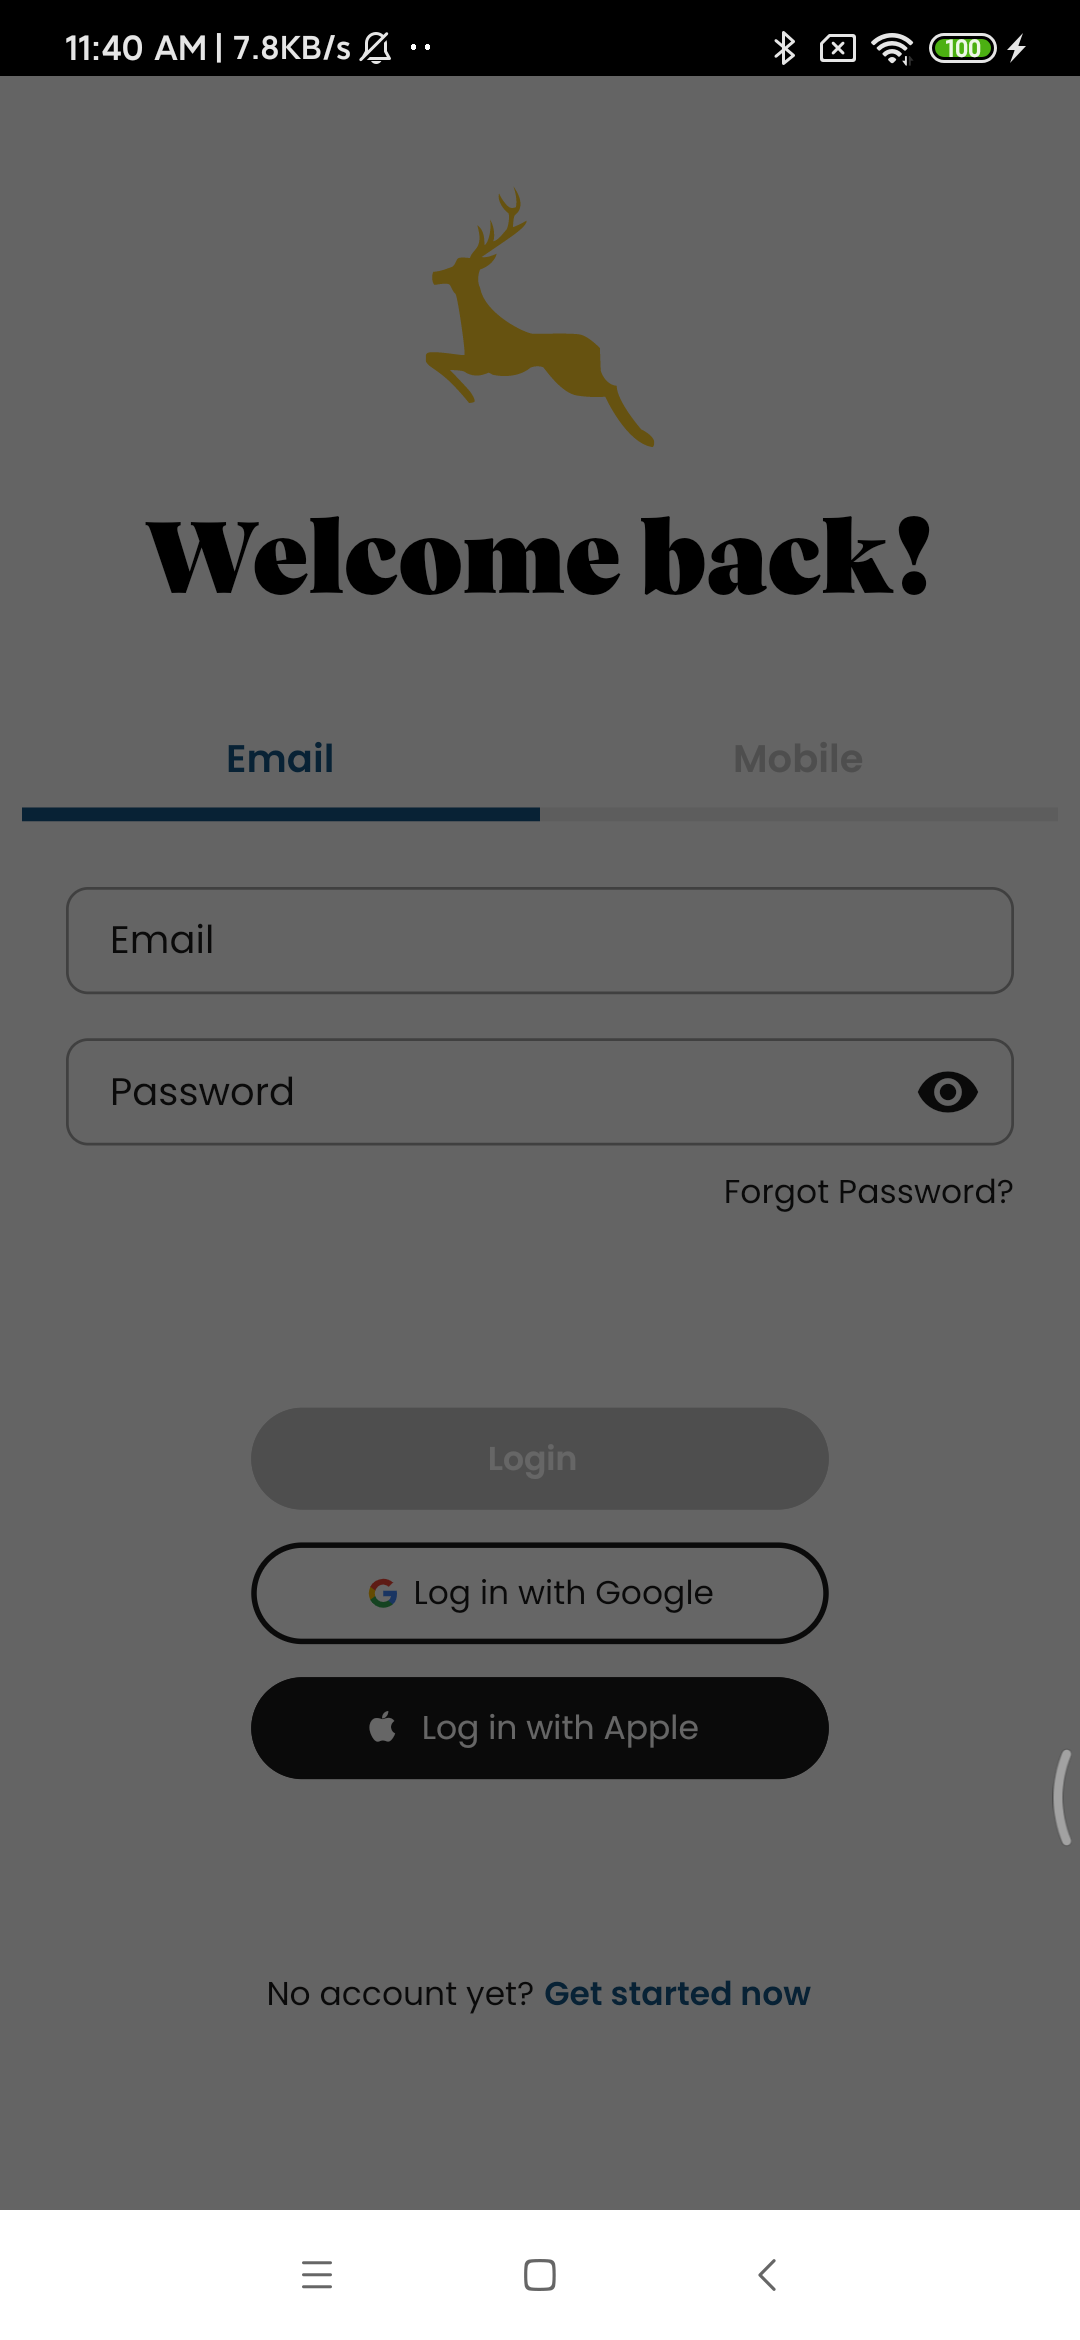 11:40 AM | 7.8KB/s
100
Welcome back!
Email
Mobile
Email
Password
Forgot Password?
Login
Log in with Google
Log in with Apple
No account yet? Get started now